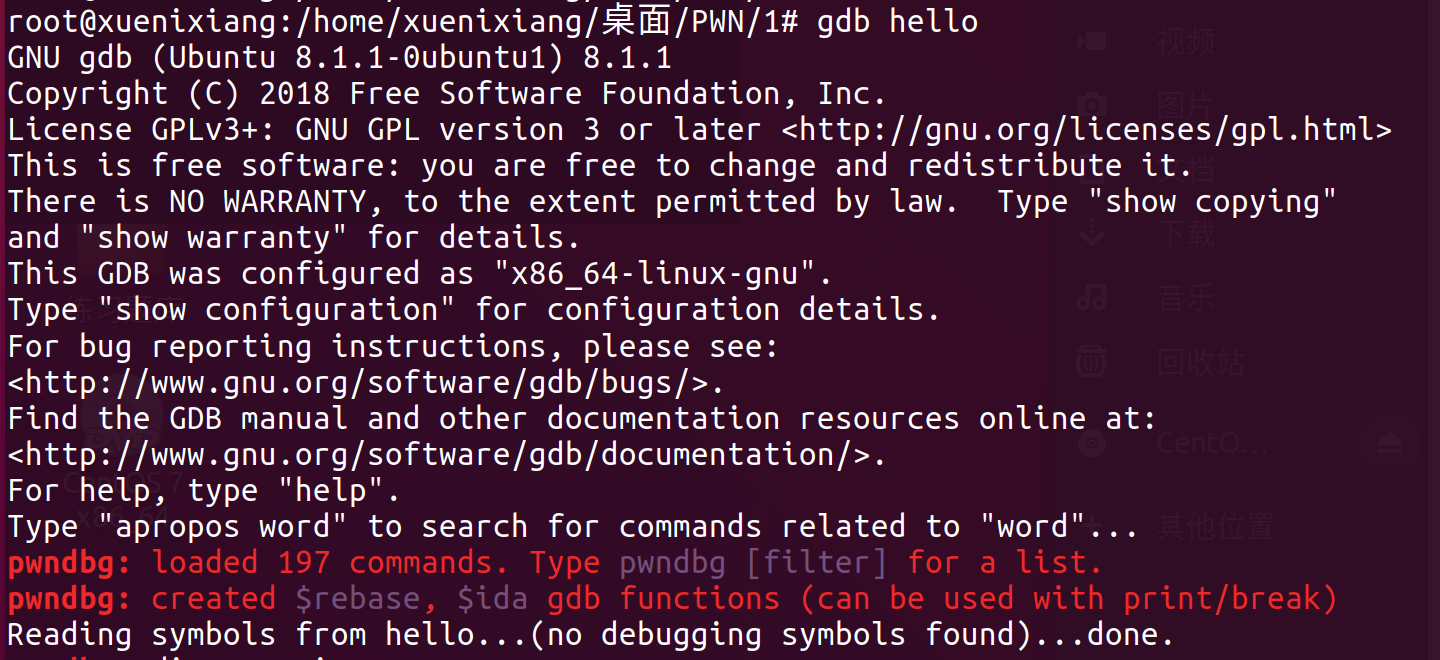 root@xuenixiang:/home/xuenixiang/桌面/PWN/1# gdb hello
GNU gdb (Ubuntu 8.1.1-0ubuntu1) 8.1.1
Copyright (C) 2018 Free Software Foundation, Inc.
License GPLv3+: GNU GPL version 3 or later <http://gnu.org/licenses/gpl.html>
This is free software: you are free to change and redistribute it.
There is NO WARRANTY, to the extent permitted by law.  Type "show copying"
and "show warranty" for details.
This GDB was configured as "x86_64-linux-gnu".
Type "show configuration" for configuration details.
For bug reporting instructions, please see:
<http://www.gnu.org/software/gdb/bugs/>.
Find the GDB manual and other documentation resources online at:
<http://www.gnu.org/software/gdb/documentation/>.
For help, type "help".
Type "apropos word" to search for commands related to "word"...
pwndbg: loaded 197 commands. Type pwndbg [filter] for a list.
pwndbg: created $rebase, $ida gdb functions (can be used with print/break)
Reading symbols from hello...(no debugging symbols found)...done.
视频
图片
文档
下载
音乐
回收站
CentO...
其他位置
CentOS 7
x86_64